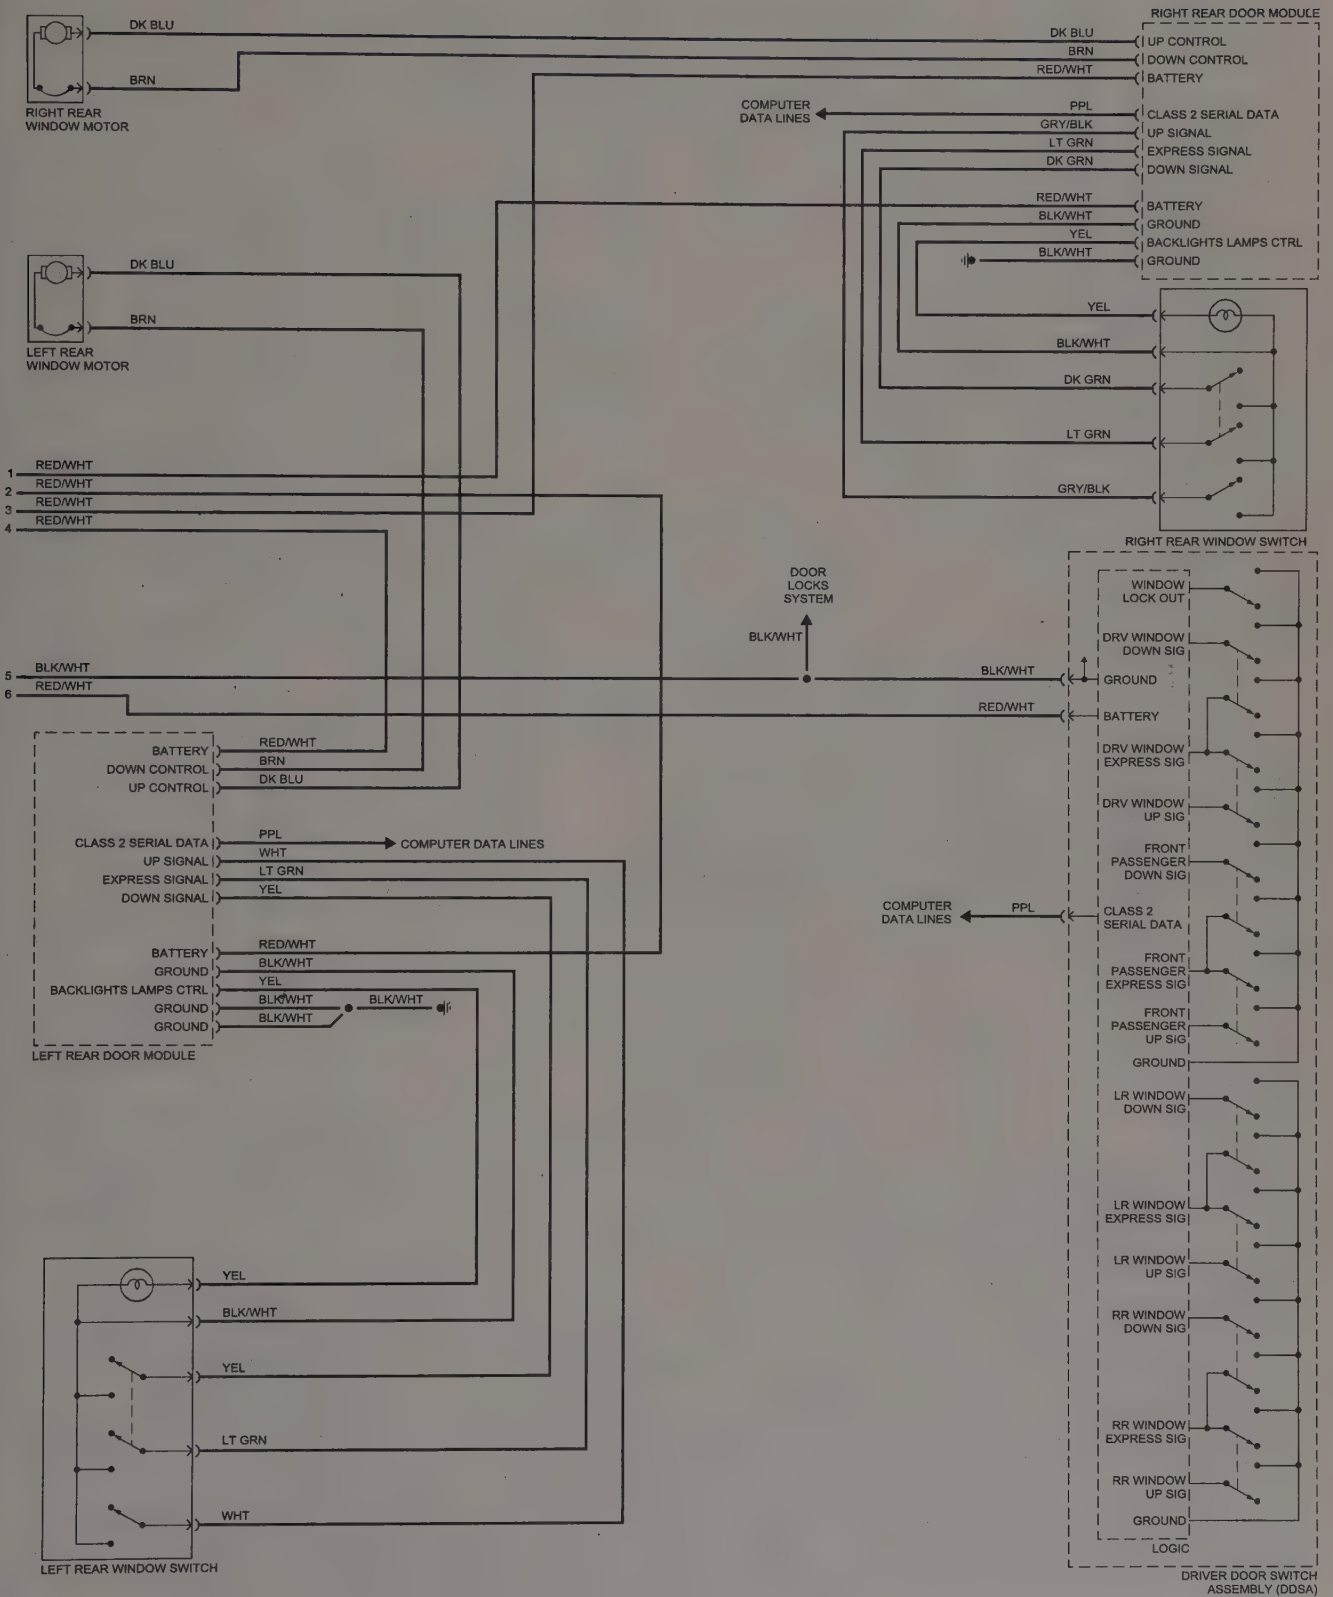 RIGHT REAR DOOR MODULE
DK BLU
DK BLU
UP CONTROL
BRN
DOWN CONTROL
RED/WHT
BATTERY
BRN
RIGHT REAR
WINDOW MOTOR
COMPUTER
DATA LINES
PPL
CLASS 2 SERIAL DATA
GRY/BLK
UP SIGNAL
LT GRN
EXPRESS SIGNAL
DK GRN
DOWN SIGNAL
RED/WHT
BATTERY
BLK/WHT
GROUND
YEL
BACKLIGHTS LAMPS CTRL
BLK/WHT
GROUND
DK BLU
BRN
LEFT REAR
WINDOW MOTOR
YEL
BLK/WHT
DK GRN
LT GRN
GRY/BLK
RIGHT REAR WINDOW SWITCH
1 RED/WHT
2 RED/WHT
3 RED/WHT
4 RED/WHT
DOOR
LOCKS
SYSTEM
BLK/WHT
5 BLK/WHT
6 RED/WHT
BLK/WHT
RED/WHT
WINDOW
LOCK OUT
DRV WINDOW
DOWN SIG
GROUND
BATTERY
DRV WINDOW
EXPRESS SIG
DRV WINDOW
UP SIG
FRONT
PASSENGER
DOWN SIG
COMPUTER
DATA LINES
PPL
CLASS 2
SERIAL DATA
FRONT
PASSENGER
EXPRESS SIG
FRONT
PASSENGER
UP SIG
GROUND
LR WINDOW
DOWN SIG
LR WINDOW
EXPRESS SIG
LR WINDOW
UP SIG
RR WINDOW
DOWN SIG
RR WINDOW
EXPRESS SIG
RR WINDOW
UP SIG
GROUND
LOGIC
DRIVER DOOR SWITCH
ASSEMBLY (DDSA)
BATTERY
RED/WHT
DOWN CONTROL
BRN
UP CONTROL
DK BLU
CLASS 2 SERIAL DATA
PPL
COMPUTER DATA LINES
UP SIGNAL
WHT
EXPRESS SIGNAL
LT GRN
DOWN SIGNAL
YEL
BATTERY
RED/WHT
GROUND
BLK/WHT
BACKLIGHTS LAMPS CTRL
YEL
GROUND
BLK/WHT
BLK/WHT
GROUND
BLK/WHT
LEFT REAR DOOR MODULE
YEL
BLK/WHT
YEL
LT GRN
WHT
LEFT REAR WINDOW SWITCH